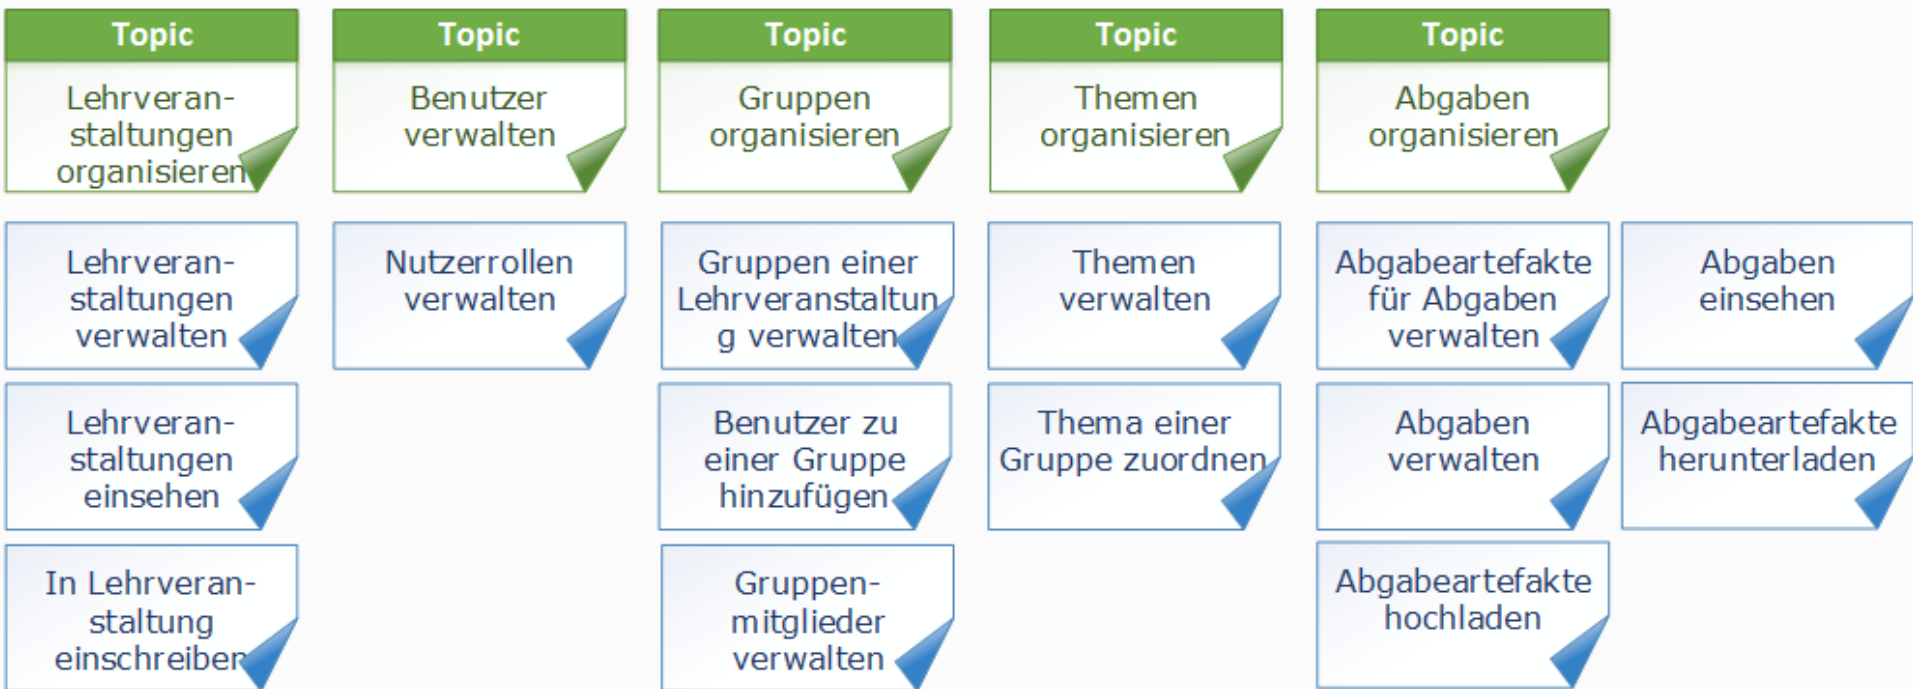 Topic
Lehrveran-
staltungen
organisieren
Topic
Benutzer
verwalten
Topic
Gruppen
organisieren
Topic
Themen
organisieren
Topic
Abgaben
organisieren
Lehrveran-
staltungen
verwalten
Nutzerrollen
verwalten
Gruppen einer
Lehrveranstaltun
g verwalten
Themen
verwalten
Abgabeartefakte
für Abgaben
verwalten
Abgaben
einsehen
Lehrveran-
staltungen
einsehen
Benutzer zu
einer Gruppe
hinzufügen
Thema einer
Gruppe zuordnen
Abgaben
verwalten
Abgabeartefakte
herunterladen
In Lehrveran-
staltung
einschreiben
Gruppen-
mitglieder
verwalten
Abgabeartefakte
hochladen